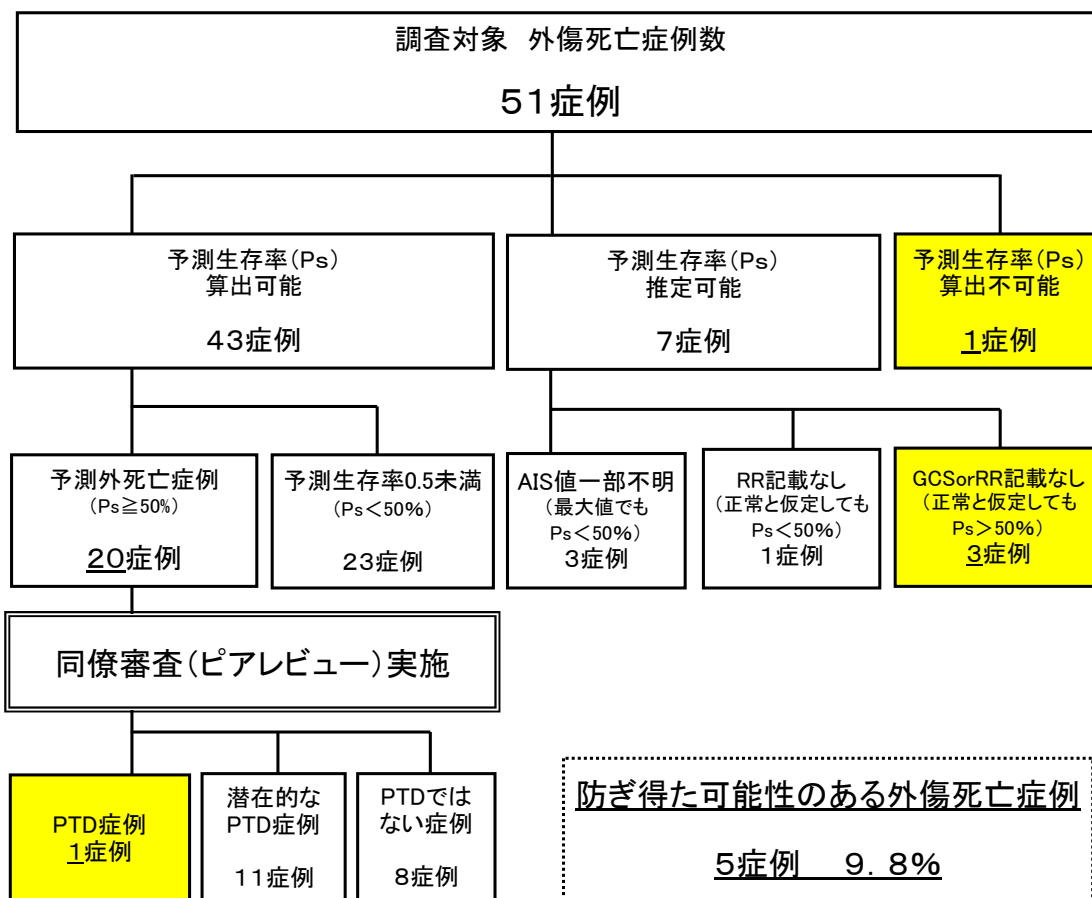 調査対象 外傷死亡症例数
51症例
予測生存率(Ps)
算出可能
43症例
予測生存率(Ps)
推定可能
7症例
予測生存率(Ps)
算出不可能
1症例
予測外死亡症例
(Ps≧50%)
20症例
予測生存率0.5未満
(Ps<50%)
23症例
AIS値一部不明
(最大値でも
Ps<50%)
3症例
RR記載なし
(正常と仮定しても
Ps<50%)
1症例
GCSorRR記載なし
(正常と仮定しても
Ps>50%)
3症例
同僚審査(ピアレビュー)実施
PTD症例
1症例
潜在的な
PTD症例
11症例
PTDでは
ない症例
8症例
防ぎ得た可能性のある外傷死亡症例
5症例 9.8%